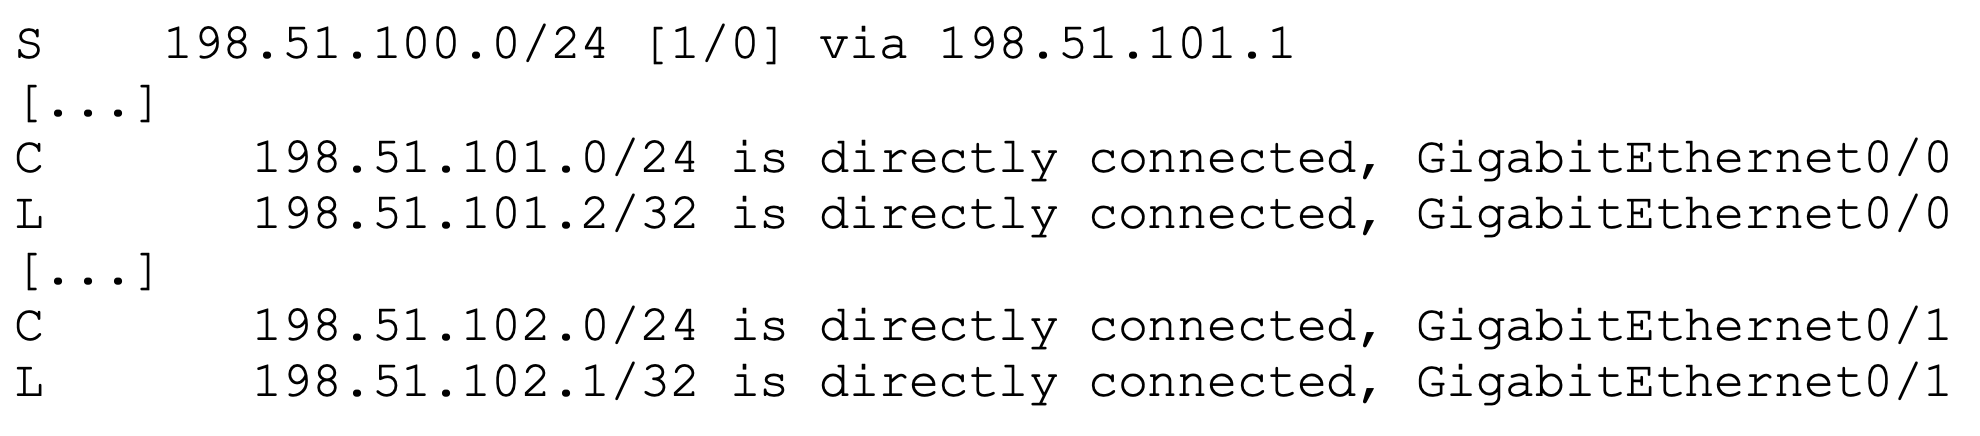 S    198.51.100.0/24 [1/0] via 198.51.101.1
[...]
C       198.51.101.0/24 is directly connected, GigabitEthernet0/0
L       198.51.101.2/32 is directly connected, GigabitEthernet0/0
[...]
C       198.51.102.0/24 is directly connected, GigabitEthernet0/1
L       198.51.102.1/32 is directly connected, GigabitEthernet0/1